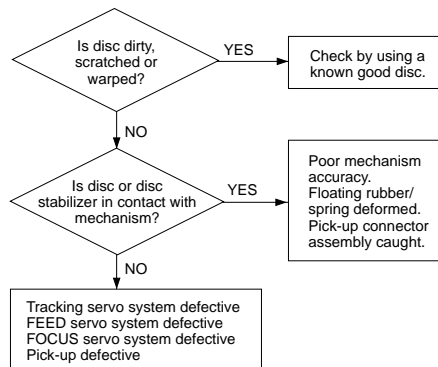 Is disc dirty,
scratched or
warped?
YES
Check by using a
known good disc.
NO
Is disc or disc
stabilizer in contact with
mechanism?
YES
Poor mechanism
accuracy.
Floating rubber/
spring deformed.
Pick-up connector
assembly caught.
NO
Tracking servo system defective
FEED servo system defective
FOCUS servo system defective
Pick-up defective